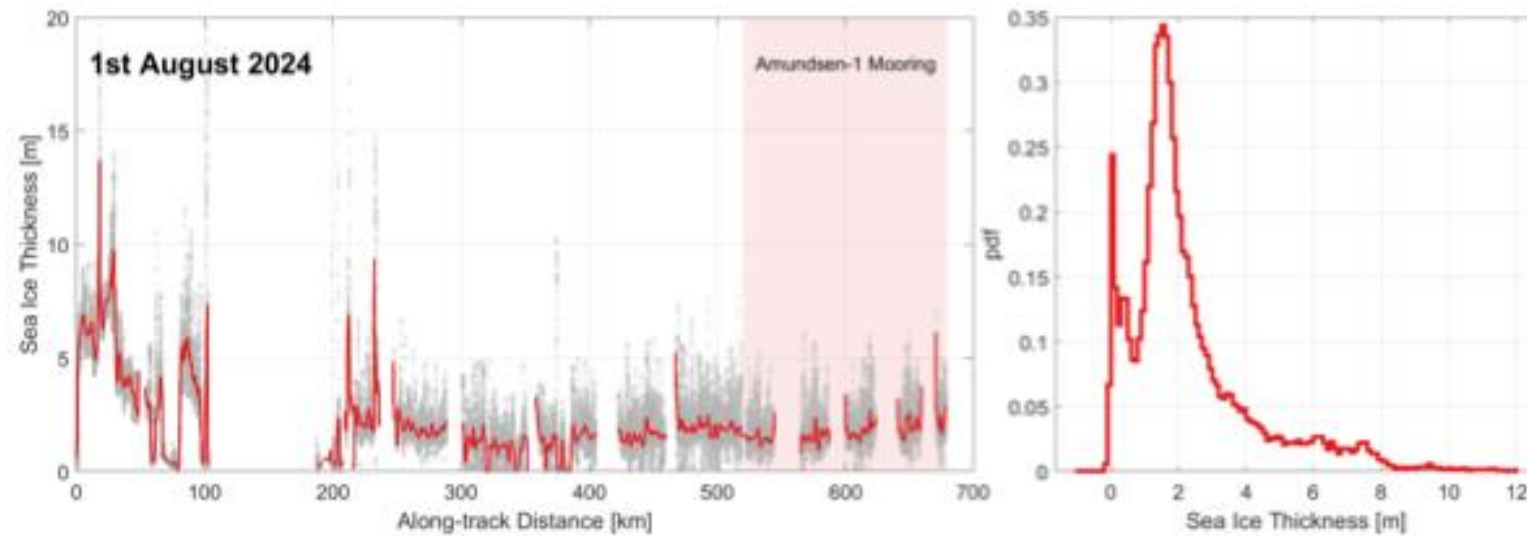 1st August 2024
Amundsen-1 Mooring
Sea Ice Thickness [m]
20
15
10
5
0
0 100 200 300 400 500 600 700
Along-track Distance [km]
pdf
0.35
0.3
0.25
0.2
0.15
0.1
0.05
0
0 2 4 6 8 10 12
Sea Ice Thickness [m]